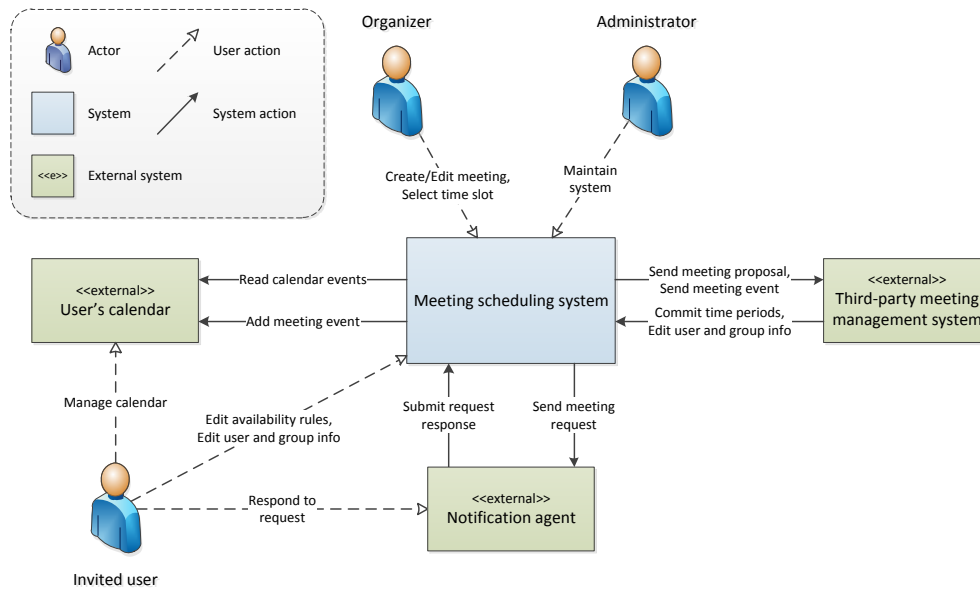 Organizer
Administrator
Actor
User action
System
System action
<<e>>
External system
Create/Edit meeting,
Select time slot
Maintain
system
<<external>>
User's calendar
Read calendar events
Add meeting event
Meeting scheduling system
Send meeting proposal,
Send meeting event
Commit time periods,
Edit user and group info
<<external>>
Third-party meeting
management system
Manage calendar
Edit availability rules,
Edit user and group info
Submit request
response
Send meeting
request
Respond to
request
<<external>>
Notification agent
Invited user